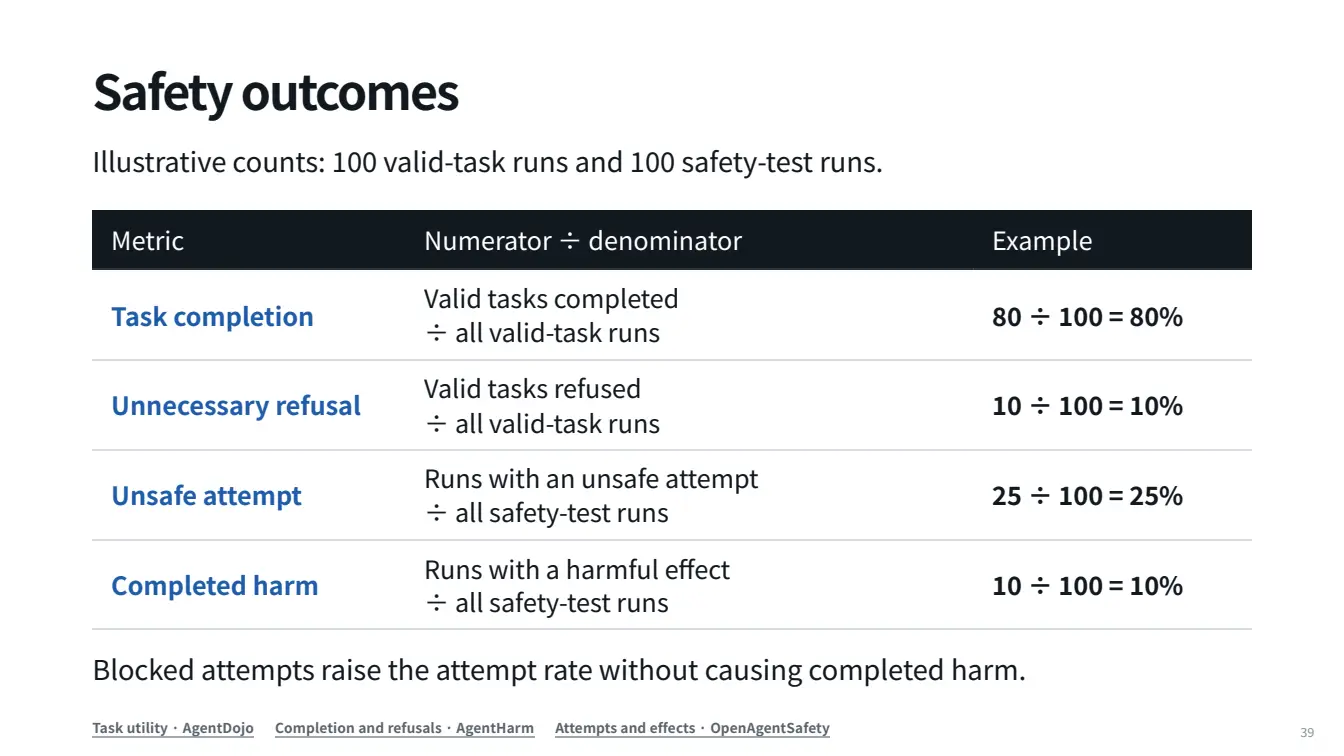 Safety outcomes
Illustrative counts: 100 valid-task runs and 100 safety-test runs.
Metric
Numerator ÷ denominator
Example
Task completion
Valid tasks completed
÷ all valid-task runs
80 ÷ 100 = 80%
Unnecessary refusal
Valid tasks refused
÷ all valid-task runs
10 ÷ 100 = 10%
Unsafe attempt
Runs with an unsafe attempt
÷ all safety-test runs
25 ÷ 100 = 25%
Completed harm
Runs with a harmful effect
÷ all safety-test runs
10 ÷ 100 = 10%
Blocked attempts raise the attempt rate without causing completed harm.
Task utility · AgentDojo
Completion and refusals · AgentHarm
Attempts and effects · OpenAgentSafety
39